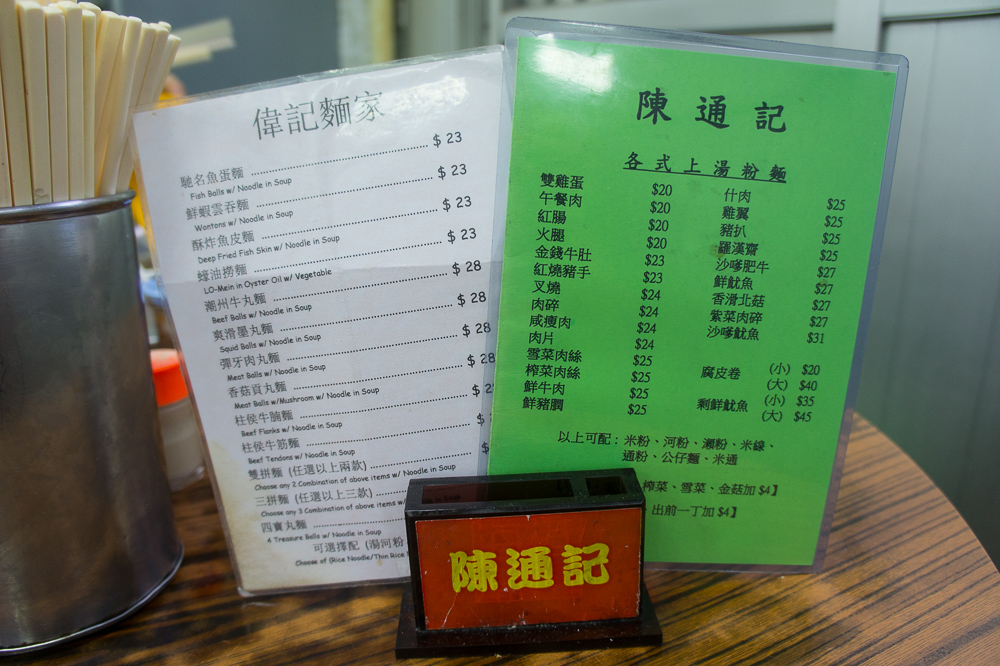 偉記麵家
馳名魚蛋麵 $ 23
Fish Balls w/ Noodle in Soup
鮮蝦雲吞麵 $ 23
Wontons w/ Noodle in Soup
酥炸魚皮麵 $ 23
Deep Fried Fish Skin w/ Noodle in Soup
蠔油撈麵 $ 23
LO-Mein in Oyster Oil w/ Vegetable
潮州牛丸麵 $ 28
Beef Balls w/ Noodle in Soup
爽滑墨丸麵 $ 28
Squid Balls w/ Noodle in Soup
彈牙肉丸麵 $ 28
Meat Balls w/ Noodle in Soup
香菇貢丸麵 $ 28
Meat Balls w/Mushroom w/ Noodle in Soup
柱侯牛腩麵 $ 2
Beef Flanks w/ Noodle in Soup
柱侯牛筋麵 $
Beef Tendons w/ Noodle in Soup
雙拼麵 (任選以上兩款) $
Choose any 2 Combination of above items w/ Noodle in Soup
三拼麵 (任選以上三款)
Choose any 3 Combination of above items w/
四寶丸麵
4 Treasure Balls w/ Noodle in Soup
可選擇配 (湯河粉
Choose of (Rice Noodle/Thin Rice
陳通記
各式上湯粉麵
雙雞蛋 $20
午餐肉 $20
紅腸 $20
火腿 $20
金錢牛肚 $23
紅燒豬手 $23
叉燒 $24
肉碎 $24
咸瘦肉 $24
肉片 $24
雪菜肉絲 $25
榨菜肉絲 $25
鮮牛肉 $25
鮮豬膶 $25
什肉 $25
雞翼 $25
豬扒 $25
羅漢齋 $25
沙嗲肥牛 $27
鮮魷魚 $27
香滑北菇 $27
紫菜肉碎 $27
沙嗲魷魚 $31
腐皮卷 (小) $20
(大) $40
剩鮮魷魚 (小) $35
(大) $45
以上可配：米粉、河粉、瀨粉、米線、
通粉、公仔麵、米通
榨菜、雪菜、金菇加 $4】
、出前一丁加 $4】
陳通記